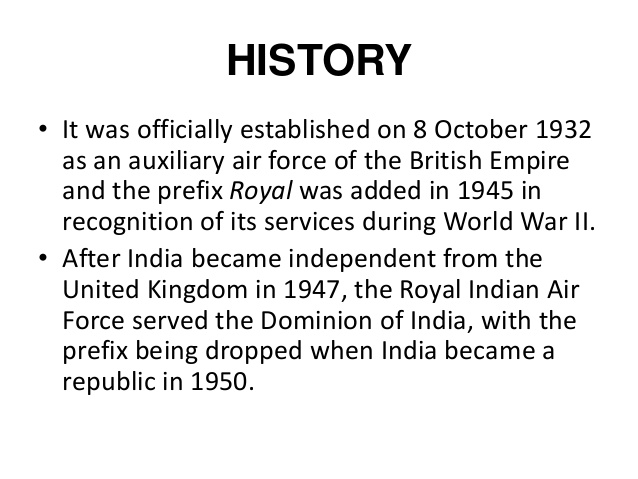 HISTORY
• It was officially established on 8 October 1932
as an auxiliary air force of the British Empire
and the prefix Royal was added in 1945 in
recognition of its services during World War II.
• After India became independent from the
United Kingdom in 1947, the Royal Indian Air
Force served the Dominion of India, with the
prefix being dropped when India became a
republic in 1950.